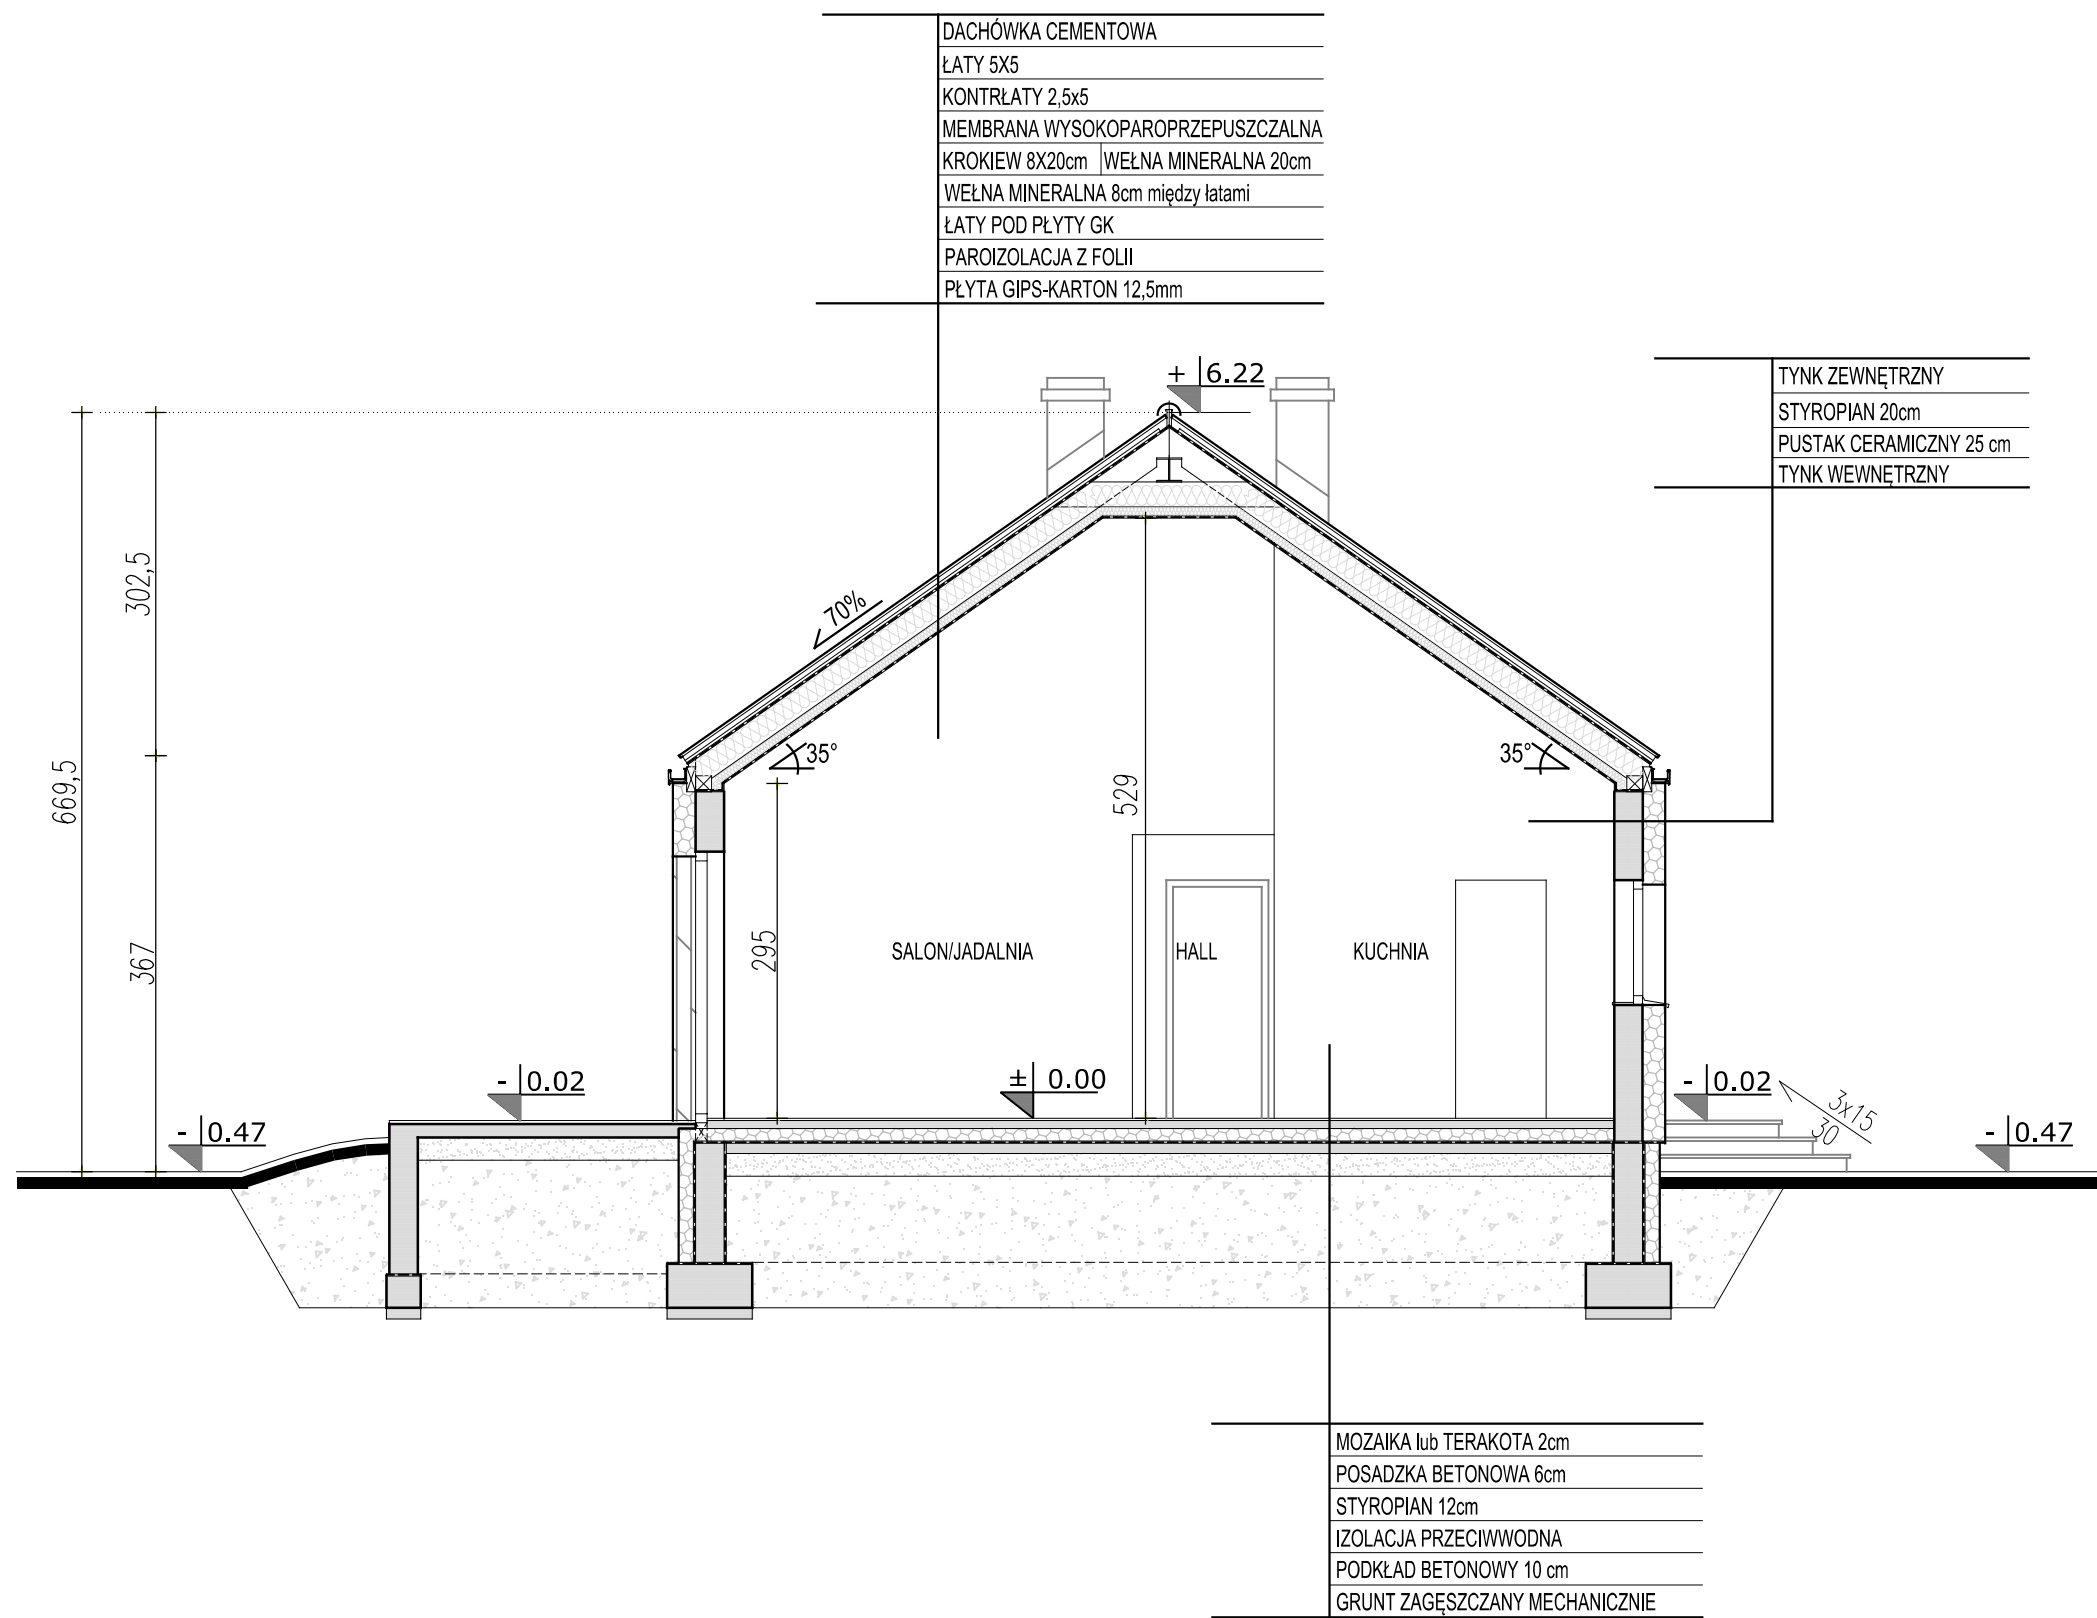 DACHÓWKA CEMENTOWA
ŁATY 5X5
KONTRŁATY 2,5x5
MEMBRANA WYSOKOPAROPRZEPUSZCZALNA
KROKIEW 8X20cm WEŁNA MINERALNA 20cm
WEŁNA MINERALNA 8cm między łatami
ŁATY POD PŁYTY GK
PAROIZOLACJA Z FOLII
PŁYTA GIPS-KARTON 12,5mm
+ 6.22
TYNK ZEWNĘTRZNY
STYROPIAN 20cm
PUSTAK CERAMICZNY 25 cm
TYNK WEWNĘTRZNY
302,5
70%
35°
35°
669,5
529
367
295
SALON/JADALNIA
HALL
KUCHNIA
- 0.02
± 0.00
- 0.02
3x15
30
- 0.47
- 0.47
MOZAIKA lub TERAKOTA 2cm
POSADZKA BETONOWA 6cm
STYROPIAN 12cm
IZOLACJA PRZECIWWODNA
PODKŁAD BETONOWY 10 cm
GRUNT ZAGĘSZCZANY MECHANICZNIE